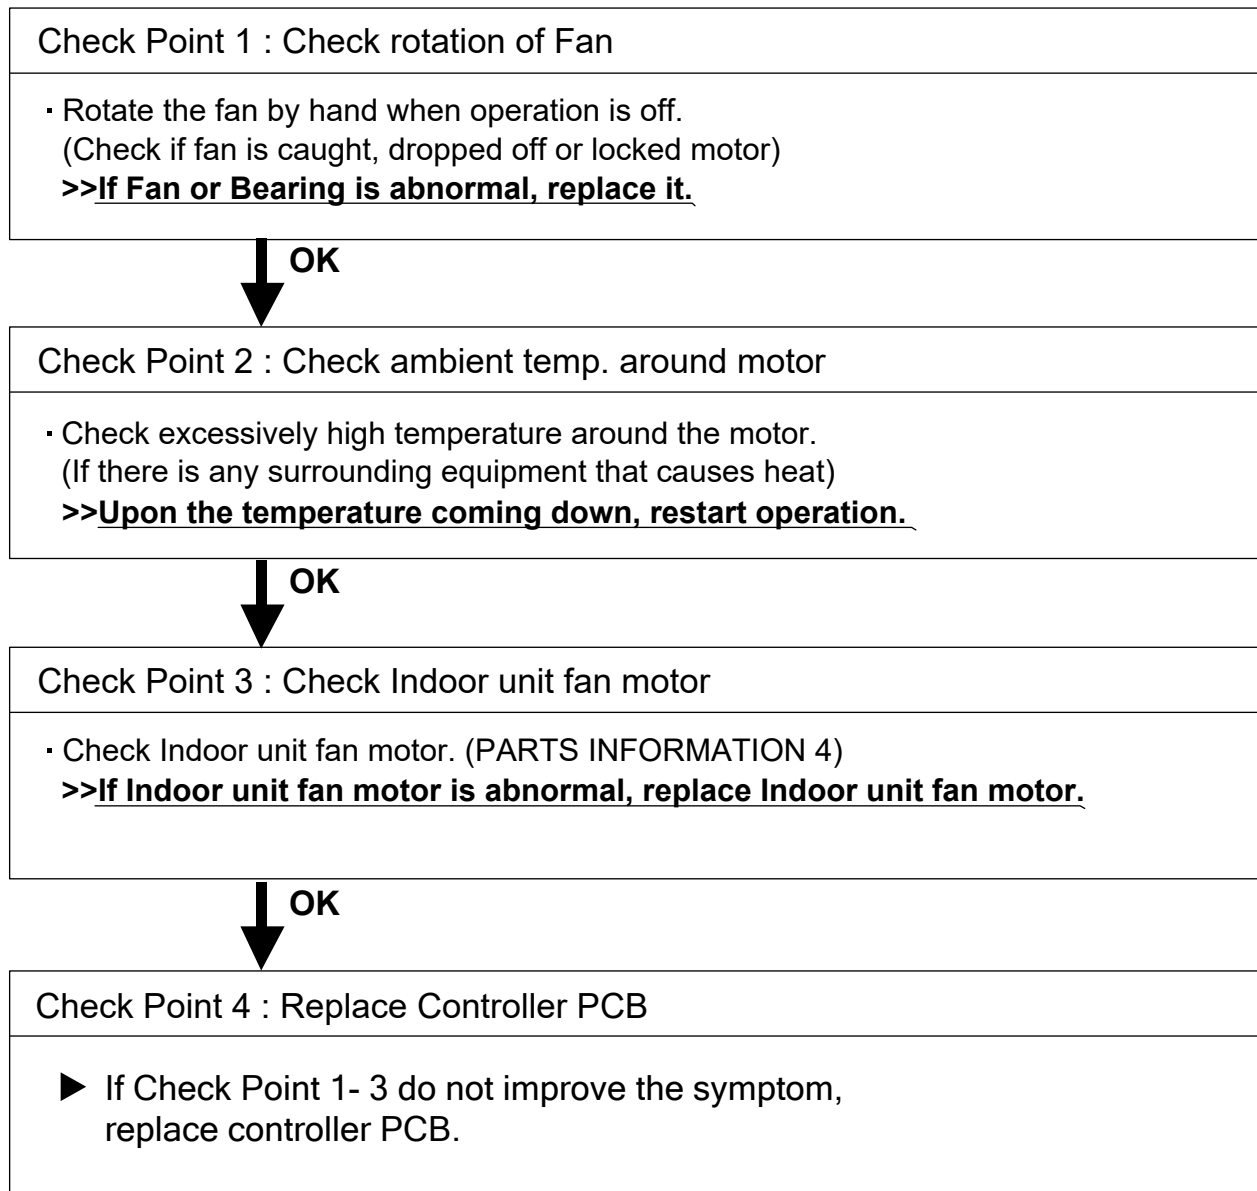 Check Point 1 : Check rotation of Fan
· Rotate the fan by hand when operation is off.
(Check if fan is caught, dropped off or locked motor)
>>If Fan or Bearing is abnormal, replace it.
OK
Check Point 2 : Check ambient temp. around motor
· Check excessively high temperature around the motor.
(If there is any surrounding equipment that causes heat)
>>Upon the temperature coming down, restart operation.
OK
Check Point 3 : Check Indoor unit fan motor
· Check Indoor unit fan motor. (PARTS INFORMATION 4)
>>If Indoor unit fan motor is abnormal, replace Indoor unit fan motor.
OK
Check Point 4 : Replace Controller PCB
▶ If Check Point 1- 3 do not improve the symptom,
replace controller PCB.